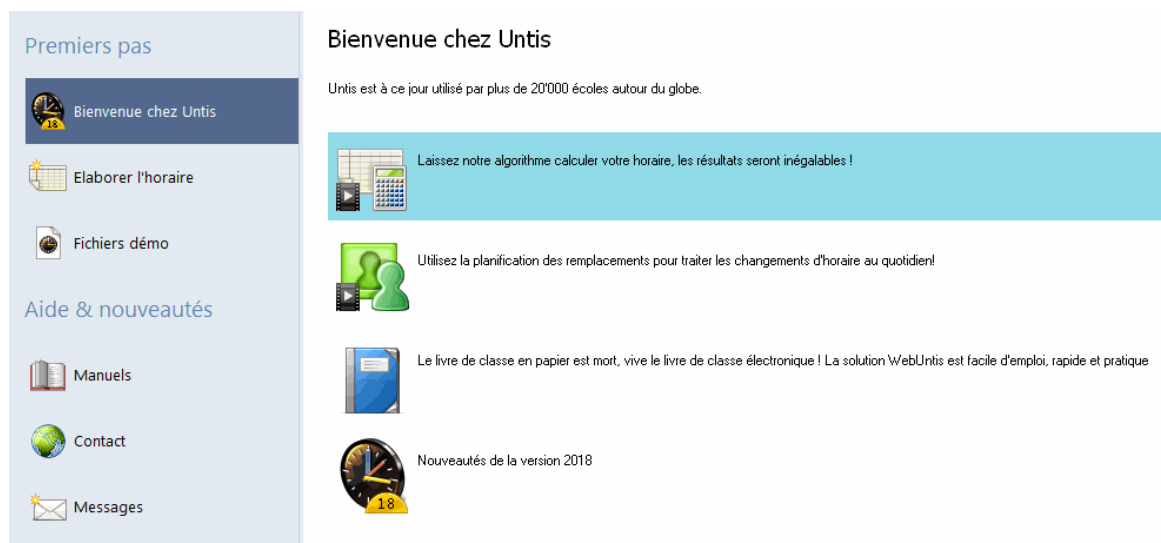 Premiers pas
Bienvenue chez Untis
18
Elaborer l'horaire
Fichiers démo
Aide & nouveautés
Manuels
Contact
Messages
Bienvenue chez Untis
Untis est à ce jour utilisé par plus de 20'000 écoles autour du globe.
Laissez notre algorithme calculer votre horaire, les résultats seront inégalables !
Utilisez la planification des remplacements pour traiter les changements d'horaire au quotidien!
Le livre de classe en papier est mort, vive le livre de classe électronique ! La solution WebUntis est facile d'emploi, rapide et pratique
Nouveautés de la version 2018
18